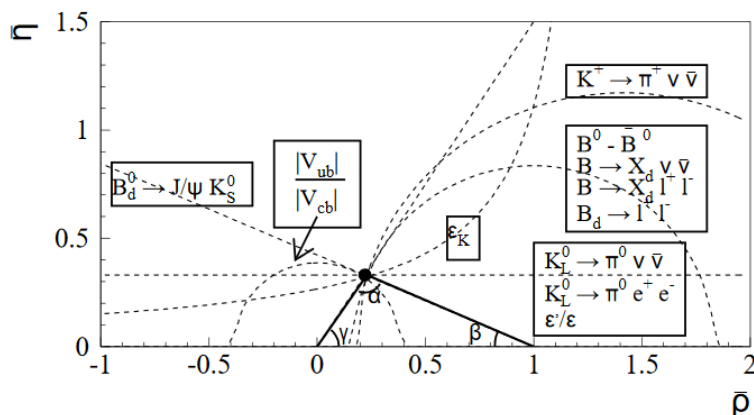 η̄
1.5
1
0.5
0
K⁺ → π⁺ ν ν̄
B⁰ - B̄⁰
B → X_d ν ν̄
B → X_d l⁺ l⁻
B_d → l⁺ l⁻
|V_ub|
|V_cb|
B_d⁰ → J/ψ K_S⁰
ε_K
K_L⁰ → π⁰ ν ν̄
K_L⁰ → π⁰ e⁺ e⁻
ε'/ε
α
γ
β
-1 -0.5 0 0.5 1 1.5 2
ρ̄